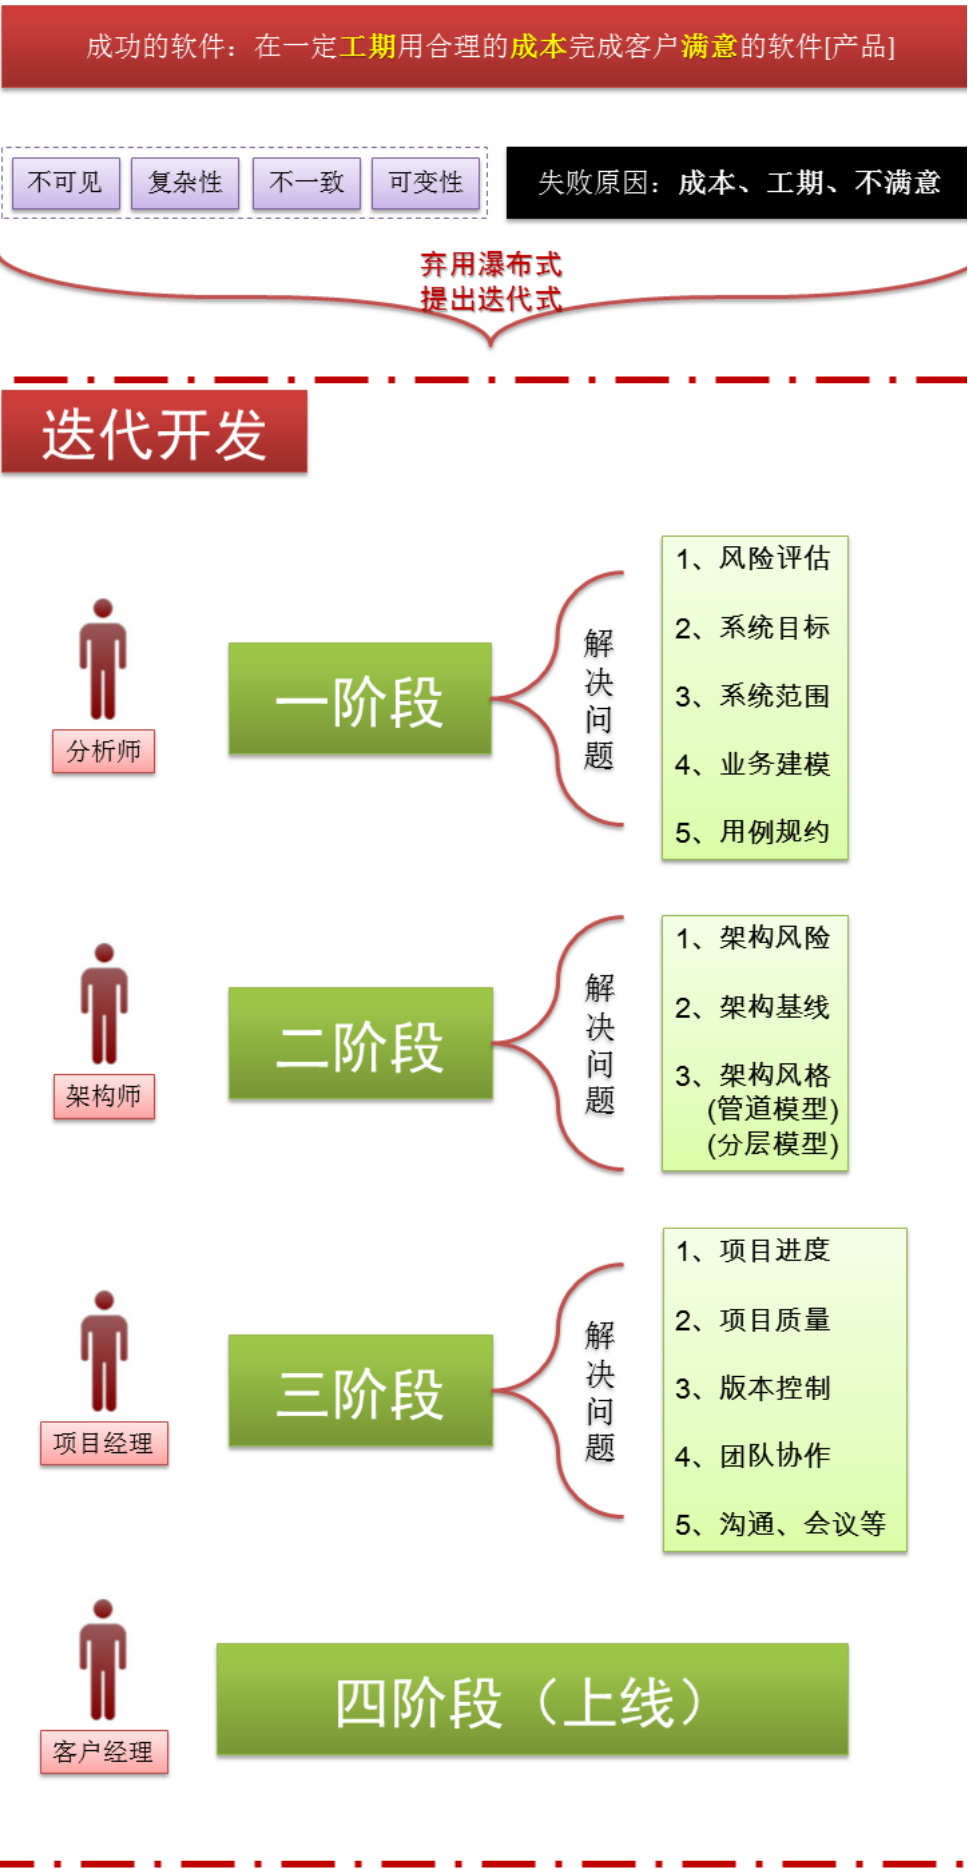 成功的软件：在一定工期用合理的成本完成客户满意的软件[产品]
不可见
复杂性
不一致
可变性
失败原因：成本、工期、不满意
弃用瀑布式
提出迭代式
迭代开发
分析师
一阶段
解决问题
1、风险评估
2、系统目标
3、系统范围
4、业务建模
5、用例规约
架构师
二阶段
解决问题
1、架构风险
2、架构基线
3、架构风格
(管道模型)
(分层模型)
项目经理
三阶段
解决问题
1、项目进度
2、项目质量
3、版本控制
4、团队协作
5、沟通、会议等
客户经理
四阶段（上线）